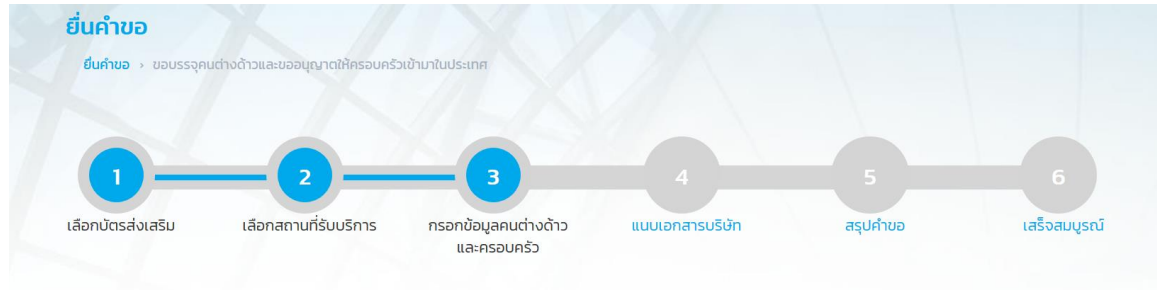 ยื่นคำขอ
ยื่นคำขอ › ขอบรรจุคนต่างด้าวและขออนุญาตให้ครอบครัวเข้ามาในประเทศ
1 2 3 4 5 6
เลือกบัตรส่งเสริม เลือกสถานที่รับบริการ กรอกข้อมูลคนต่างด้าว แนบเอกสารบริษัท สรุปคำขอ เสร็จสมบูรณ์
และครอบครัว